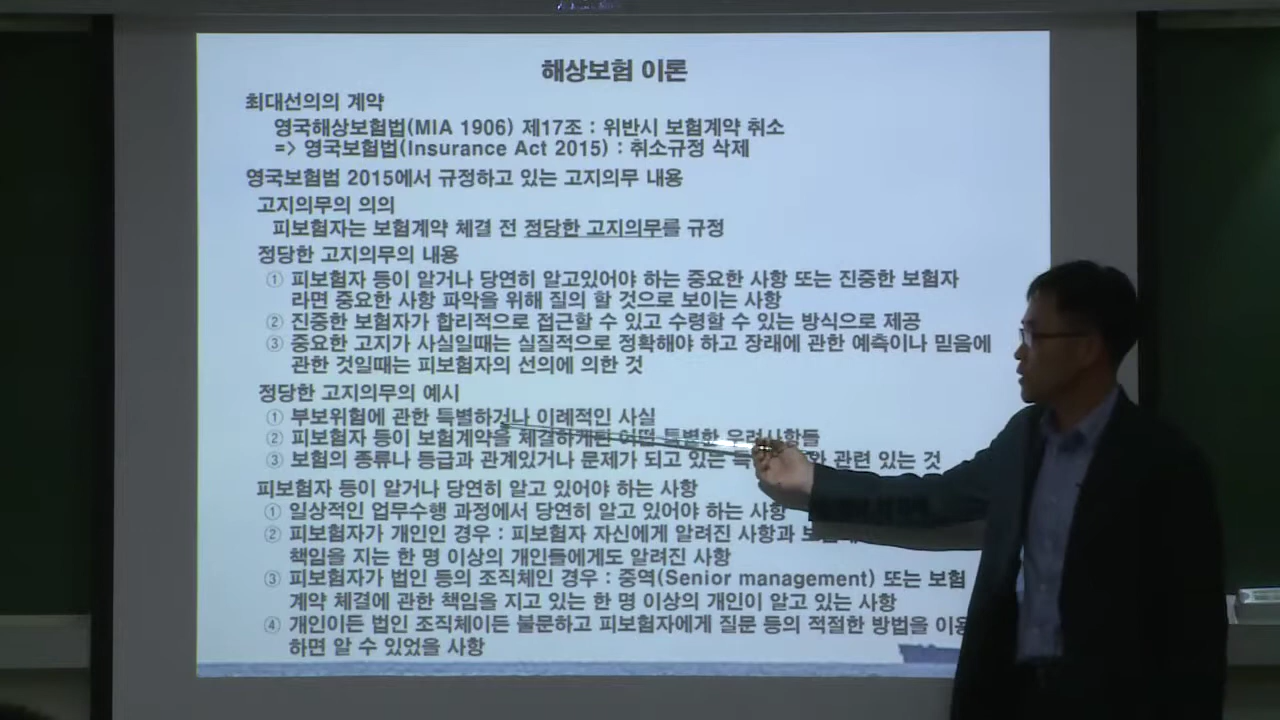 해상보험 이론
최대선의의 계약
영국해상보험법(MIA 1906) 제17조 : 위반시 보험계약 취소
=> 영국보험법(Insurance Act 2015) : 취소규정 삭제
영국보험법 2015에서 규정하고 있는 고지의무 내용
고지의무의 의의
피보험자는 보험계약 체결 전 정당한 고지의무를 규정
정당한 고지의무의 내용
① 피보험자 등이 알거나 당연히 알고있어야 하는 중요한 사항 또는 진중한 보험자
라면 중요한 사항 파악을 위해 질의 할 것으로 보이는 사항
② 진중한 보험자가 합리적으로 접근할 수 있고 수령할 수 있는 방식으로 제공
③ 중요한 고지가 사실일때는 실질적으로 정확해야 하고 장래에 관한 예측이나 믿음에
관한 것일때는 피보험자의 선의에 의한 것
정당한 고지의무의 예시
① 부보위험에 관한 특별하거나 이례적인 사실
② 피보험자 등이 보험계약을 체결하게된 어떤 특별한 우려사항들
③ 보험의 종류나 등급과 관계있거나 문제가 되고 있는 관련 있는 것
피보험자 등이 알거나 당연히 알고 있어야 하는 사항
① 일상적인 업무수행 과정에서 당연히 알고 있어야 하는 사항
② 피보험자가 개인인 경우 : 피보험자 자신에게 알려진 사항과
책임을 지는 한 명 이상의 개인들에게도 알려진 사항
③ 피보험자가 법인 등의 조직체인 경우 : 중역(Senior management) 또는 보험
계약 체결에 관한 책임을 지고 있는 한 명 이상의 개인이 알고 있는 사항
④ 개인이든 법인 조직체이든 불문하고 피보험자에게 질문 등의 적절한 방법을 이용
하면 알 수 있었을 사항